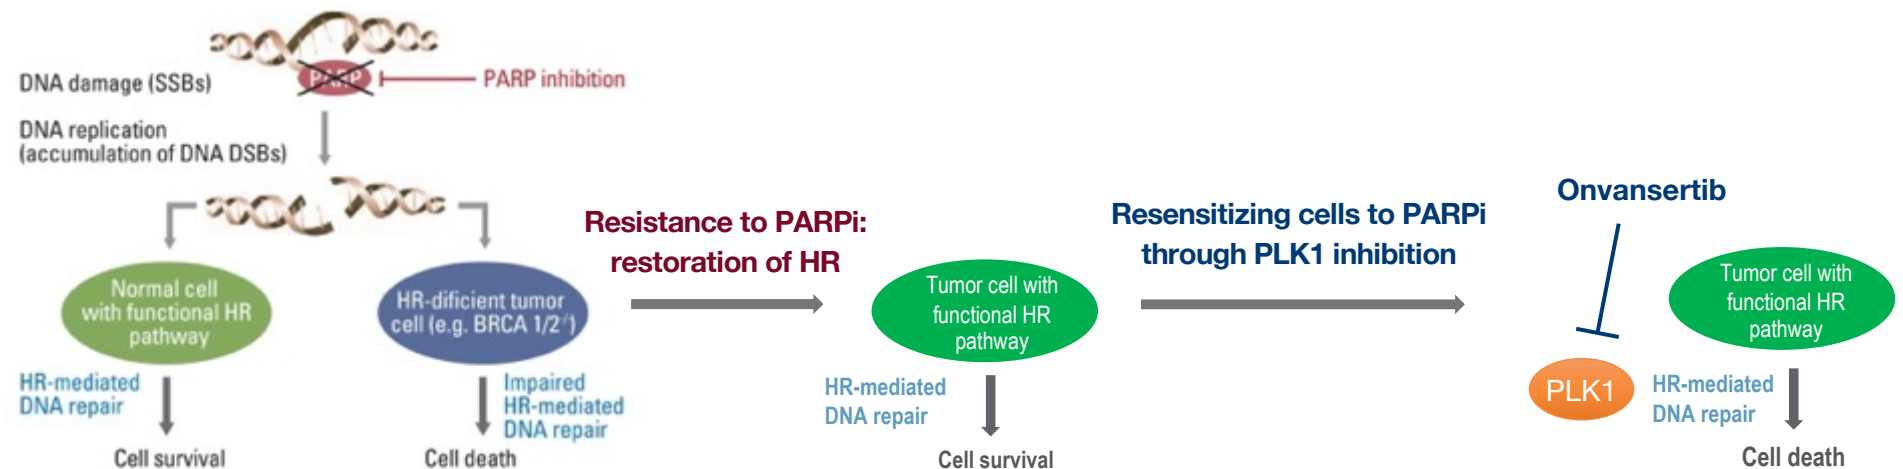 DNA damage (SSBs)
PARP
PARP inhibition
DNA replication
(accumulation of DNA DSBs)
Normal cell
with functional HR
pathway
HR-dificient tumor
cell (e.g. BRCA 1/2-/-)
HR-mediated
DNA repair
Impaired
HR-mediated
DNA repair
Cell survival
Cell death
Resistance to PARPi:
restoration of HR
Tumor cell with
functional HR
pathway
HR-mediated
DNA repair
Cell survival
Resensitizing cells to PARPi
through PLK1 inhibition
Onvansertib
PLK1
Tumor cell with
functional HR
pathway
HR-mediated
DNA repair
Cell death